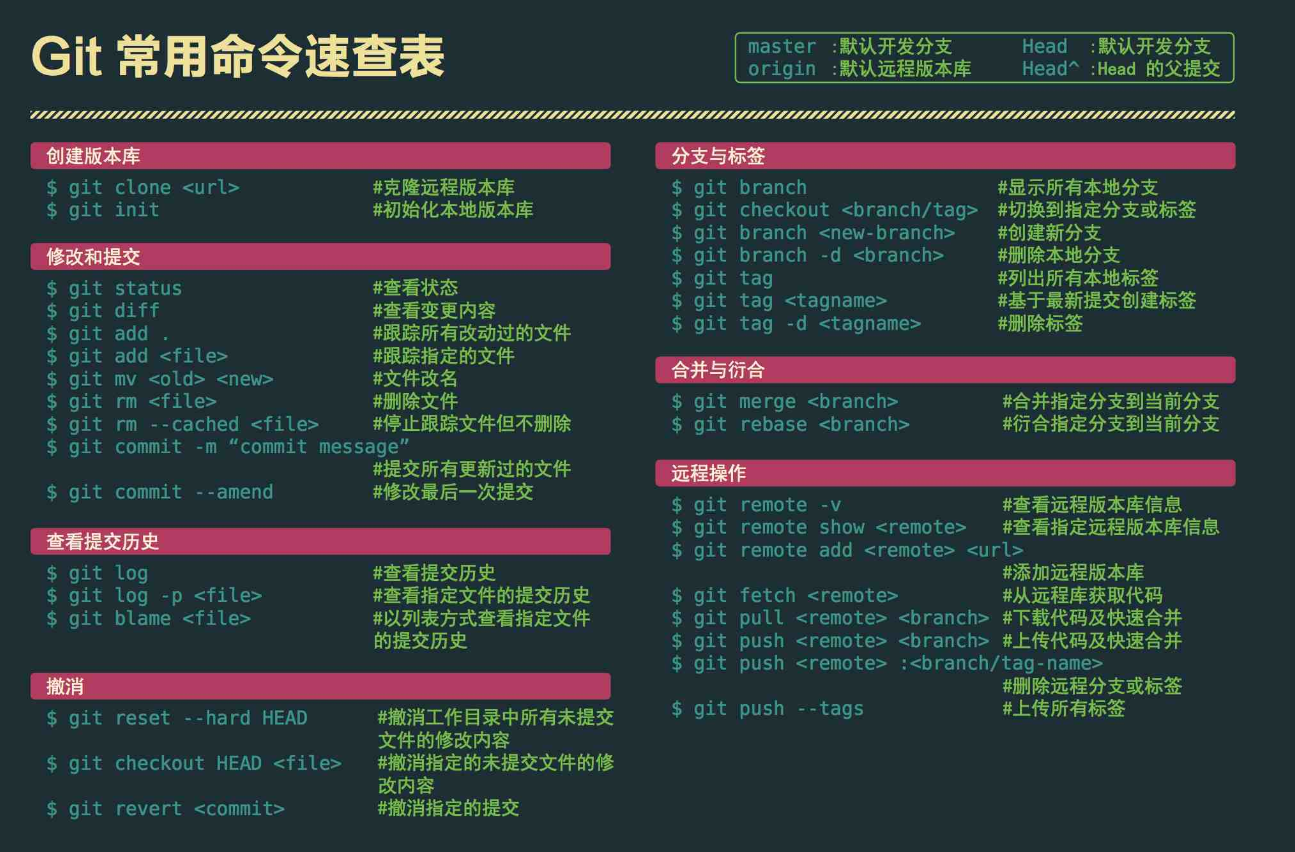 Git 常用命令速查表
master :默认开发分支 Head :默认开发分支
origin :默认远程版本库 Head^ :Head 的父提交
创建版本库
$ git clone <url> #克隆远程版本库
$ git init #初始化本地版本库
修改和提交
$ git status #查看状态
$ git diff #查看变更内容
$ git add . #跟踪所有改动过的文件
$ git add <file> #跟踪指定的文件
$ git mv <old> <new> #文件改名
$ git rm <file> #删除文件
$ git rm --cached <file> #停止跟踪文件但不删除
$ git commit -m “commit message”
#提交所有更新过的文件
$ git commit --amend #修改最后一次提交
查看提交历史
$ git log #查看提交历史
$ git log -p <file> #查看指定文件的提交历史
$ git blame <file> #以列表方式查看指定文件
的提交历史
撤消
$ git reset --hard HEAD #撤消工作目录中所有未提交
文件的修改内容
$ git checkout HEAD <file> #撤消指定的未提交文件的修
改内容
$ git revert <commit> #撤消指定的提交
分支与标签
$ git branch #显示所有本地分支
$ git checkout <branch/tag> #切换到指定分支或标签
$ git branch <new-branch> #创建新分支
$ git branch -d <branch> #删除本地分支
$ git tag #列出所有本地标签
$ git tag <tagname> #基于最新提交创建标签
$ git tag -d <tagname> #删除标签
合并与衍合
$ git merge <branch> #合并指定分支到当前分支
$ git rebase <branch> #衍合指定分支到当前分支
远程操作
$ git remote -v #查看远程版本库信息
$ git remote show <remote> #查看指定远程版本库信息
$ git remote add <remote> <url>
#添加远程版本库
$ git fetch <remote> #从远程库获取代码
$ git pull <remote> <branch> #下载代码及快速合并
$ git push <remote> <branch> #上传代码及快速合并
$ git push <remote> :<branch/tag-name>
#删除远程分支或标签
$ git push --tags #上传所有标签